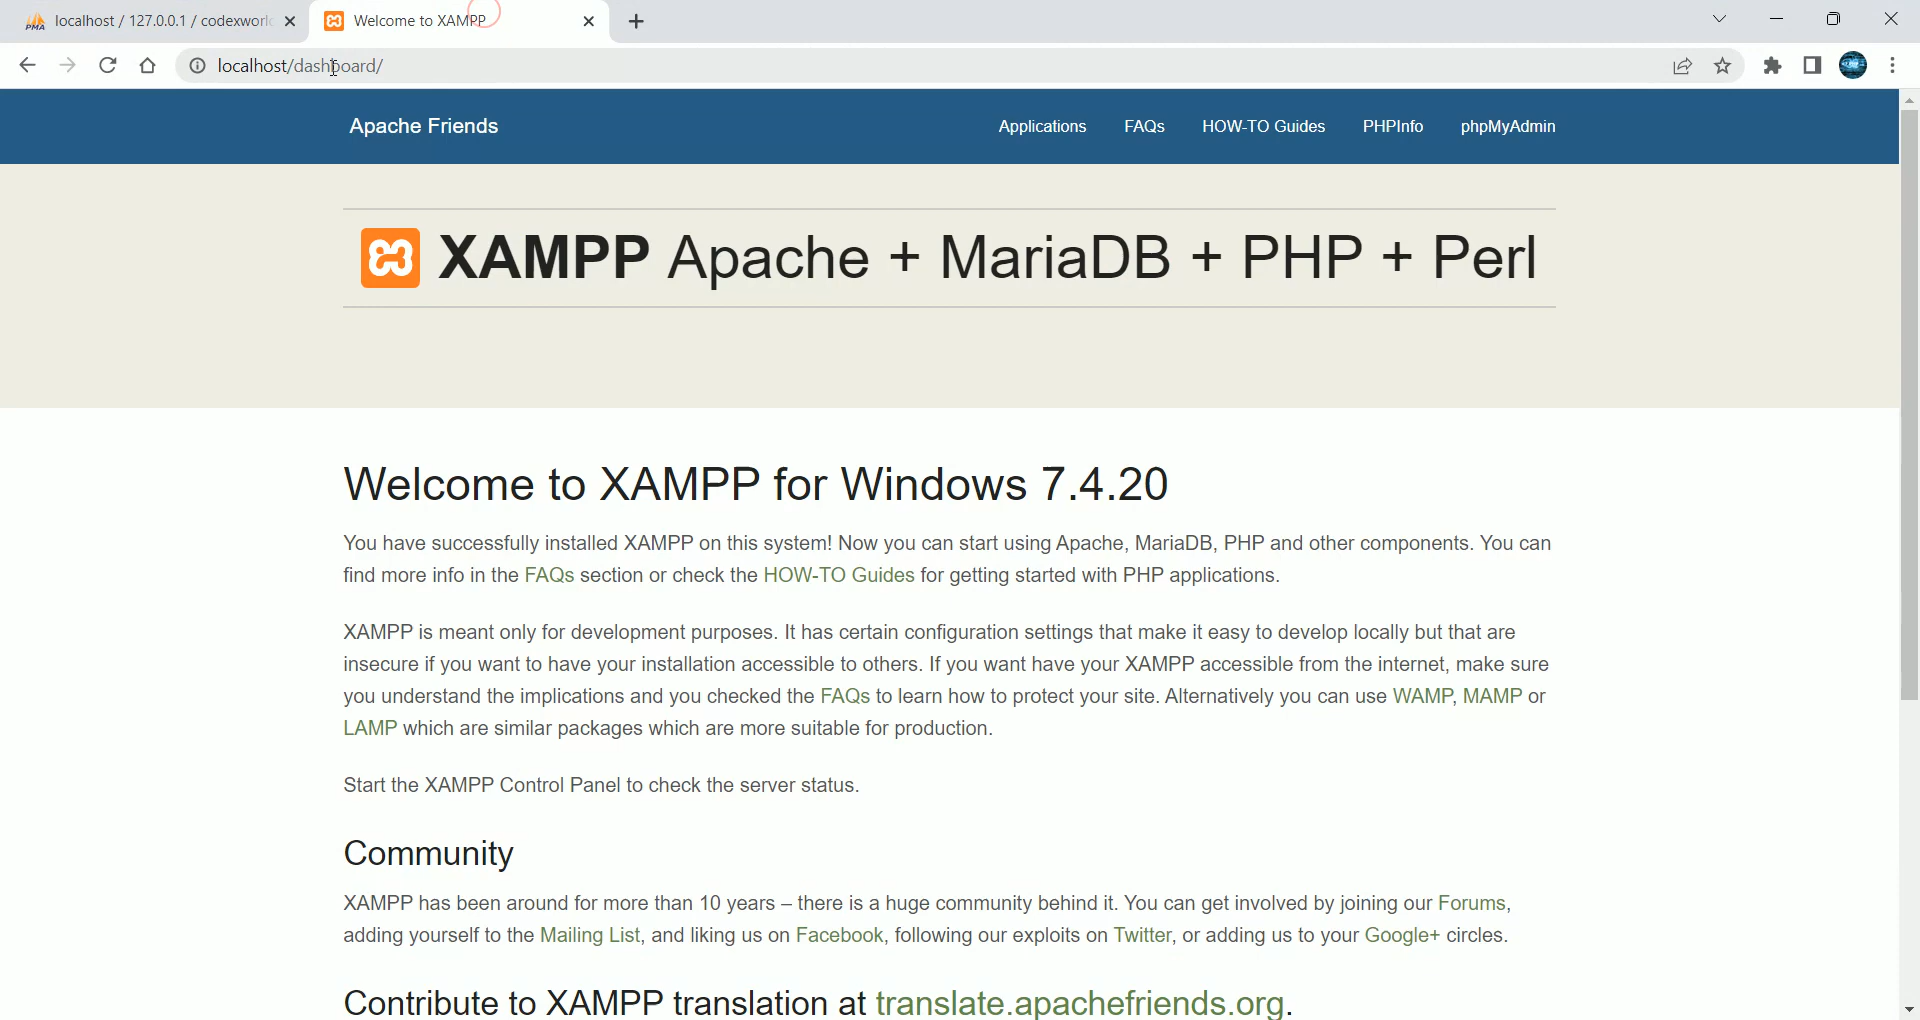 localhost / 127.0.0.1 / codexworl
Welcome to XAMPP
localhost/dashboard/
Apache Friends
Applications
FAQs
HOW-TO Guides
PHPInfo
phpMyAdmin
XAMPP Apache + MariaDB + PHP + Perl
Welcome to XAMPP for Windows 7.4.20
You have successfully installed XAMPP on this system! Now you can start using Apache, MariaDB, PHP and other components. You can
find more info in the FAQs section or check the HOW-TO Guides for getting started with PHP applications.
XAMPP is meant only for development purposes. It has certain configuration settings that make it easy to develop locally but that are
insecure if you want to have your installation accessible to others. If you want have your XAMPP accessible from the internet, make sure
you understand the implications and you checked the FAQs to learn how to protect your site. Alternatively you can use WAMP, MAMP or
LAMP which are similar packages which are more suitable for production.
Start the XAMPP Control Panel to check the server status.
Community
XAMPP has been around for more than 10 years – there is a huge community behind it. You can get involved by joining our Forums,
adding yourself to the Mailing List, and liking us on Facebook, following our exploits on Twitter, or adding us to your Google+ circles.
Contribute to XAMPP translation at translate.apachefriends.org.